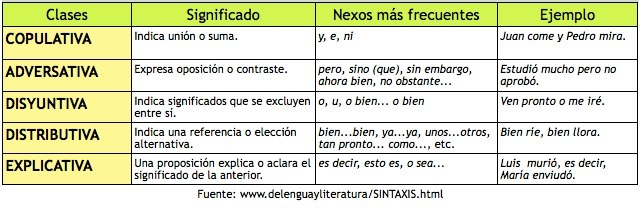 Clases Significado Nexos más frecuentes Ejemplo
COPULATIVA Indica unión o suma. y, e, ni Juan come y Pedro mira.
ADVERSATIVA Expresa oposición o contraste. pero, sino (que), sin embargo,
ahora bien, no obstante... Estudió mucho pero no
aprobó.
DISYUNTIVA Indica significados que se excluyen
entre sí. o, u, o bien... o bien Ven pronto o me iré.
DISTRIBUTIVA Indica una referencia o elección
alternativa. bien...bien, ya...ya, unos...otros,
tan pronto... como..., etc. Bien ríe, bien llora.
EXPLICATIVA Una proposición explica o aclara el
significado de la anterior. es decir, esto es, o sea... Luis murió, es decir,
María enviudó.
Fuente: www.delenguayliteratura/SINTAXIS.html